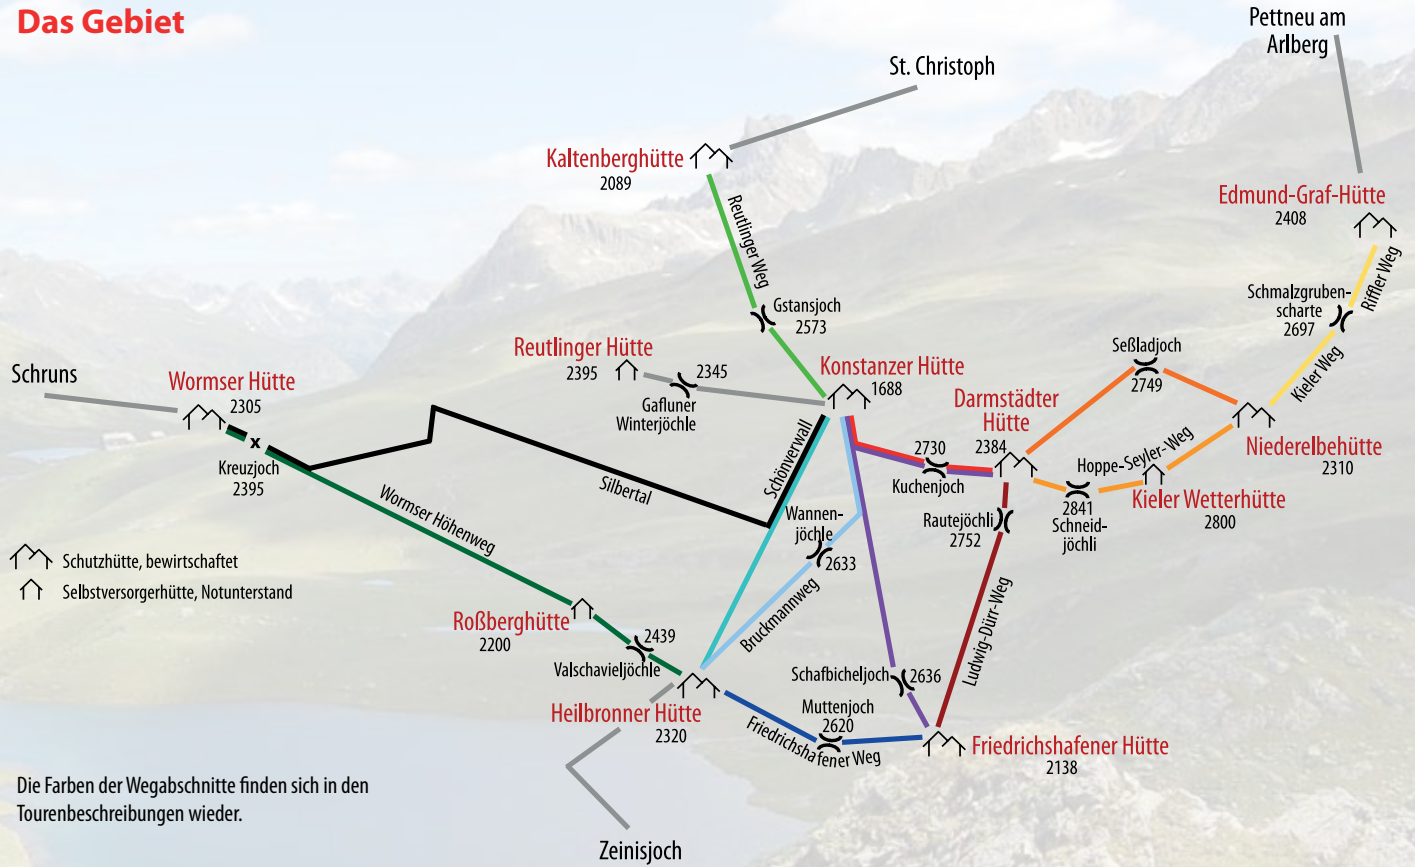 Das Gebiet
Pettneu am
Arlberg
St. Christoph
Kaltenberghütte
2089
Edmund-Graf-Hütte
2408
Reutlinger Weg
Riffler Weg
Schmalzgruben-
scharte
2697
Gstansjoch
2573
Kieler Weg
Seßladjoch
2749
Reutlinger Hütte
2395
2345
Gafluner
Winterjöchle
Konstanzer Hütte
1688
Schruns
Wormser Hütte
2305
Darmstädter
Hütte
2384
x
Kreuzjoch
2395
2730
Kuchenjoch
Hoppe-Seyler-Weg
Niederelbehütte
2310
Silbertal
Schönverwall
Kieler Wetterhütte
2800
2841
Schneid-
jöchli
Wannen-
jöchle
2633
Rautejöchli
2752
Wormser Höhenweg
Schutzhütte, bewirtschaftet
Selbstversorgerhütte, Notunterstand
Bruckmannweg
Ludwig-Dürr-Weg
Roßberghütte
2200
2439
Valschavieljöchle
Schafbicheljoch
2636
Heilbronner Hütte
2320
Muttenjoch
2620
Friedrichshafener Weg
Friedrichshafener Hütte
2138
Die Farben der Wegabschnitte finden sich in den
Tourenbeschreibungen wieder.
Zeinisjoch